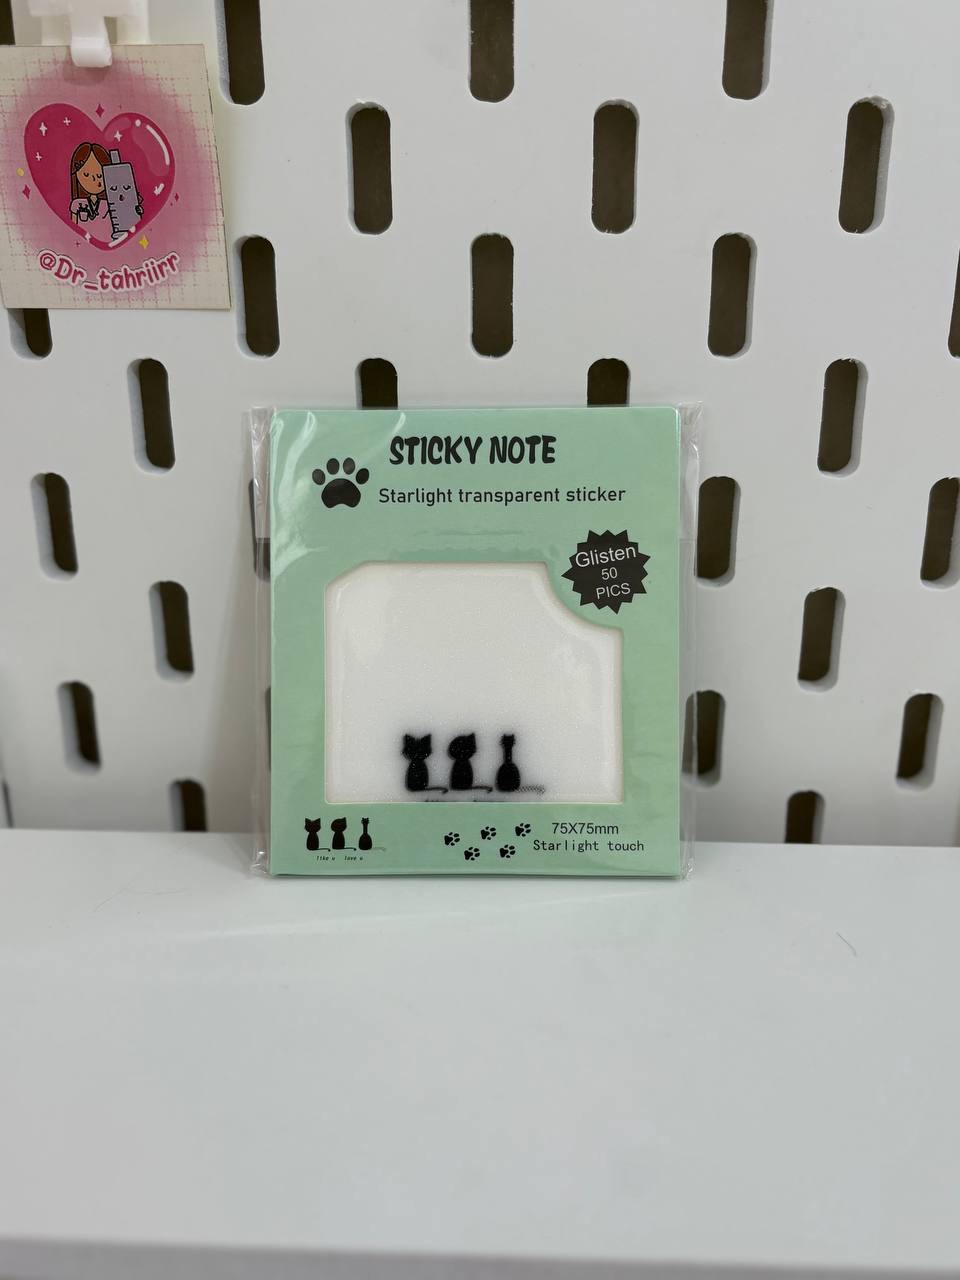 @Dr_tahriirr
STICKY NOTE
Starlight transparent sticker
Glisten
50
PICS
like u love u
75X75mm
Starlight touch